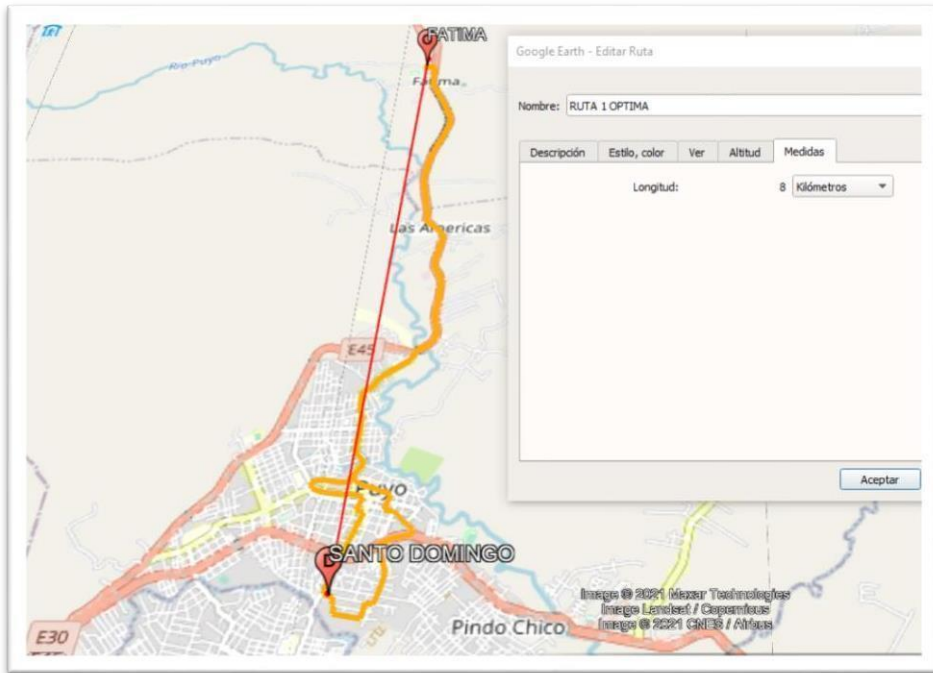 FATIMA
Rio Puyo
Fatima
Las Americas
E45
Puyo
SANTO DOMINGO
Pindo Chico
E30
Image © 2021 Maxar Technologies
Image Landsat / Copernicus
Image © 2021 CNES / Airbus
Google Earth - Editar Ruta
Nombre: RUTA 1 OPTIMA
Descripción Estilo, color Ver Altitud Medidas
Longitud: 8 Kilómetros
Aceptar